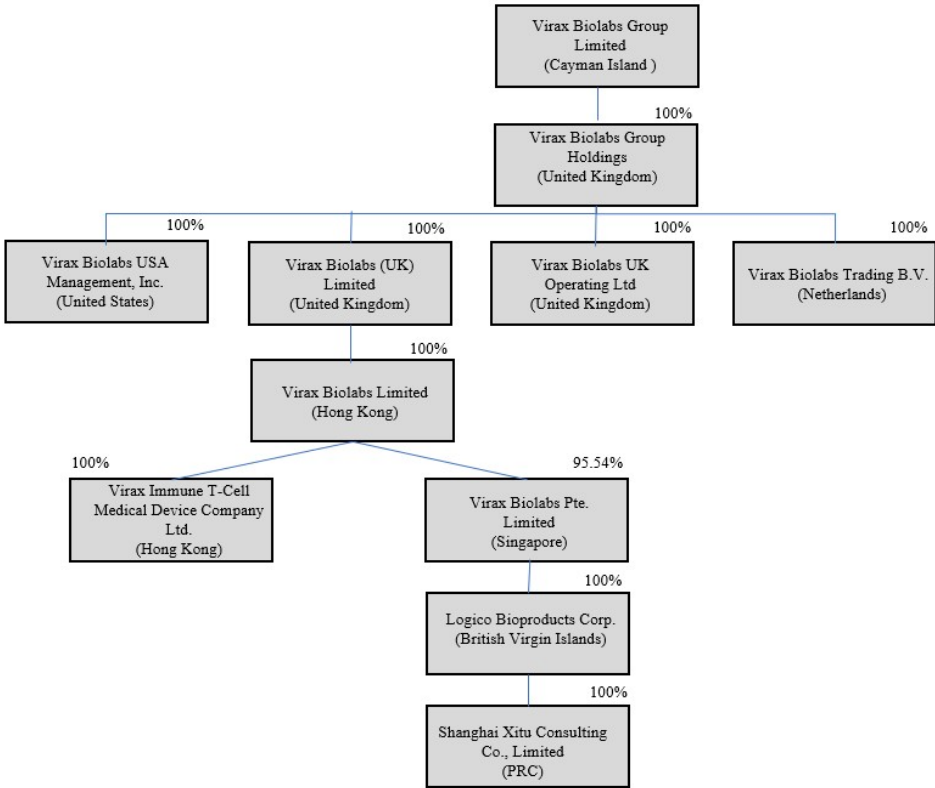 Virax Biolabs Group
Limited
(Cayman Island )
100%
Virax Biolabs Group
Holdings
(United Kingdom)
100%
100%
100%
100%
Virax Biolabs USA
Management, Inc.
(United States)
Virax Biolabs (UK)
Limited
(United Kingdom)
Virax Biolabs UK
Operating Ltd
(United Kingdom)
Virax Biolabs Trading B.V.
(Netherlands)
100%
Virax Biolabs Limited
(Hong Kong)
100%
95.54%
Virax Immune T-Cell
Medical Device Company
Ltd.
(Hong Kong)
Virax Biolabs Pte.
Limited
(Singapore)
100%
Logico Bioproducts Corp.
(British Virgin Islands)
100%
Shanghai Xitu Consulting
Co., Limited
(PRC)